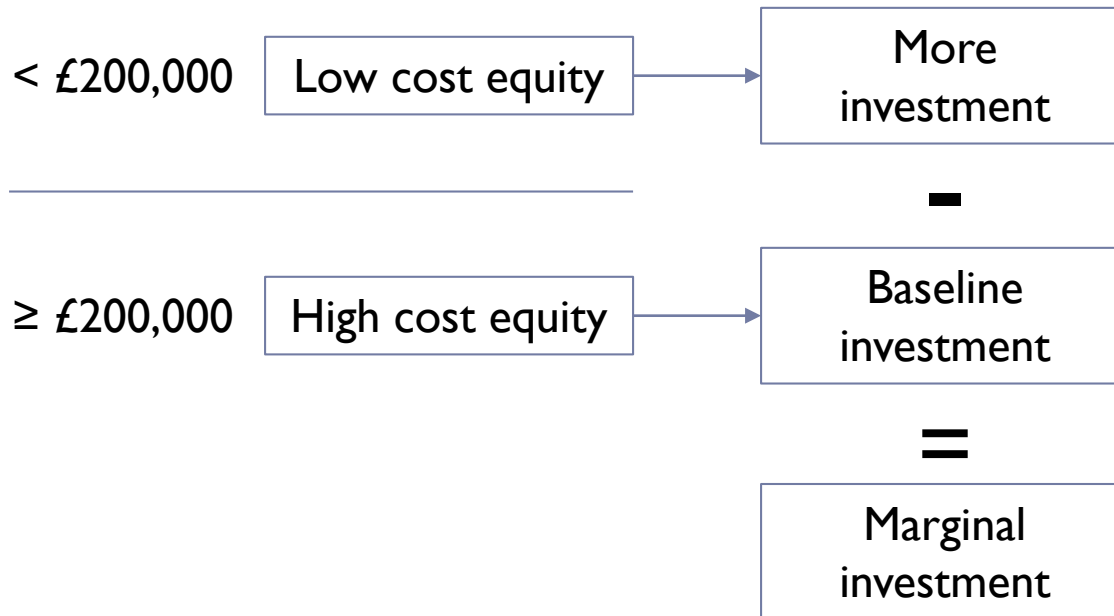 < £200,000 Low cost equity
More
investment
-
≥ £200,000 High cost equity
Baseline
investment
=
Marginal
investment